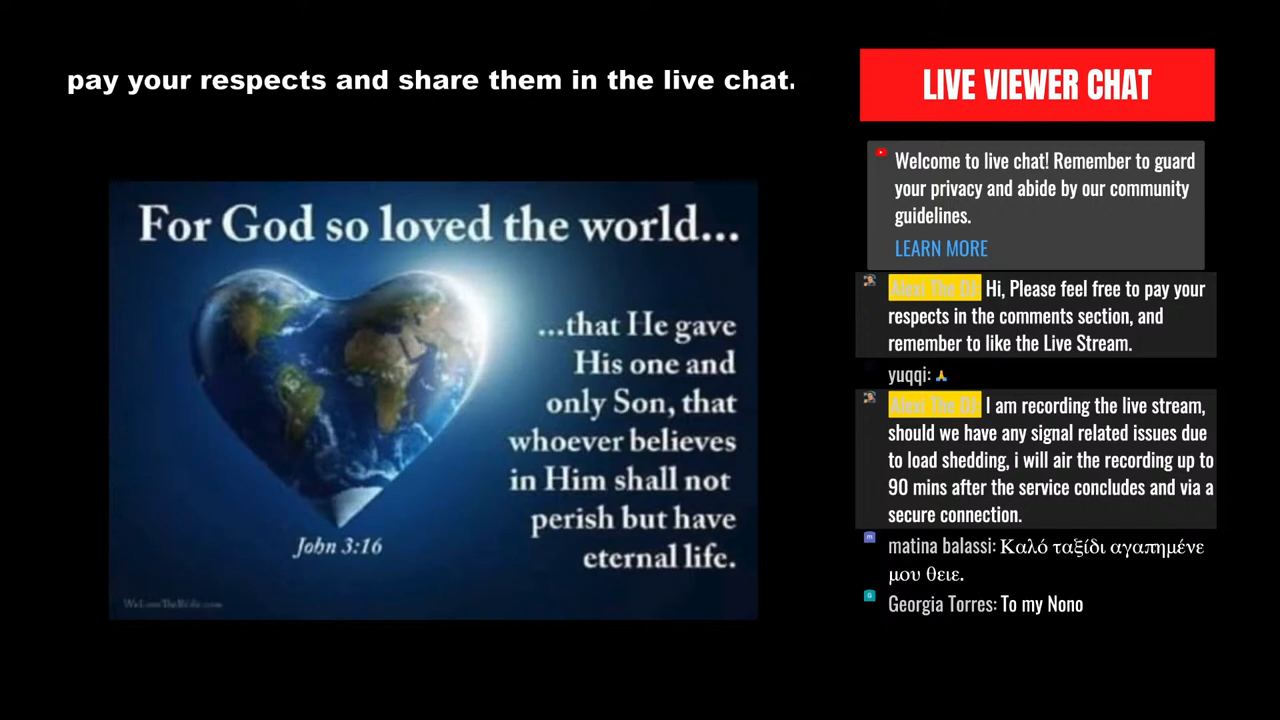 pay your respects and share them in the live chat.
For God so loved the world...
...that He gave
His one and
only Son, that
whoever believes
in Him shall not
perish but have
eternal life.
John 3:16
WeLoveTheBible.com
LIVE VIEWER CHAT
Welcome to live chat! Remember to guard
your privacy and abide by our community
guidelines.
LEARN MORE
Alexi The DJ: Hi, Please feel free to pay your
respects in the comments section, and
remember to like the Live Stream.
yuqqi: 🙏
Alexi The DJ: I am recording the live stream,
should we have any signal related issues due
to load shedding, i will air the recording up to
90 mins after the service concludes and via a
secure connection.
matina balassi: Καλό ταξίδι αγαπημένε
μου θειε.
Georgia Torres: To my Nono